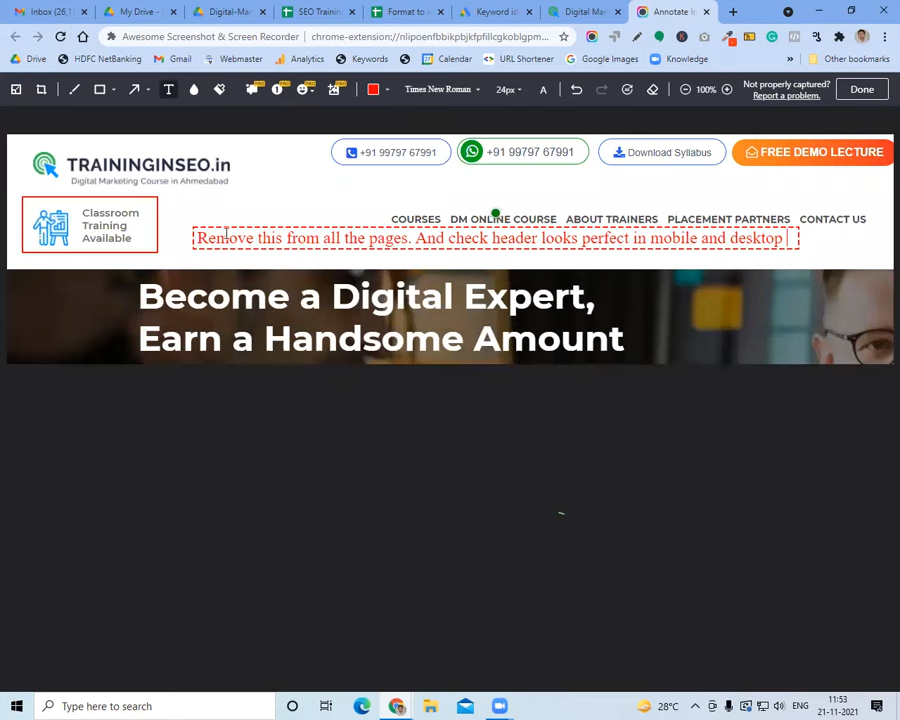 Inbox (26,1
My Drive -
Digital-Mar
SEO Training
Format to s
Keyword id
Digital Mar
Annotate Im
Awesome Screenshot & Screen Recorder | chrome-extension://nlipoenfbbikpbjkfpfillcgkoblgpm...
Drive
HDFC NetBanking
Gmail
Webmaster
Analytics
Keywords
Calendar
URL Shortener
Google Images
Knowledge
»
Other bookmarks
T
Times New Roman
24px
A
100%
Not properly captured?
Report a problem.
Done
TRAININGINSEO.in
Digital Marketing Course in Ahmedabad
+91 99797 67991
+91 99797 67991
Download Syllabus
FREE DEMO LECTURE
Classroom
Training
Available
COURSES DM ONLINE COURSE ABOUT TRAINERS PLACEMENT PARTNERS CONTACT US
Remove this from all the pages. And check header looks perfect in mobile and desktop
Become a Digital Expert,
Earn a Handsome Amount
Type here to search
28°C
ENG
11:53
21-11-2021